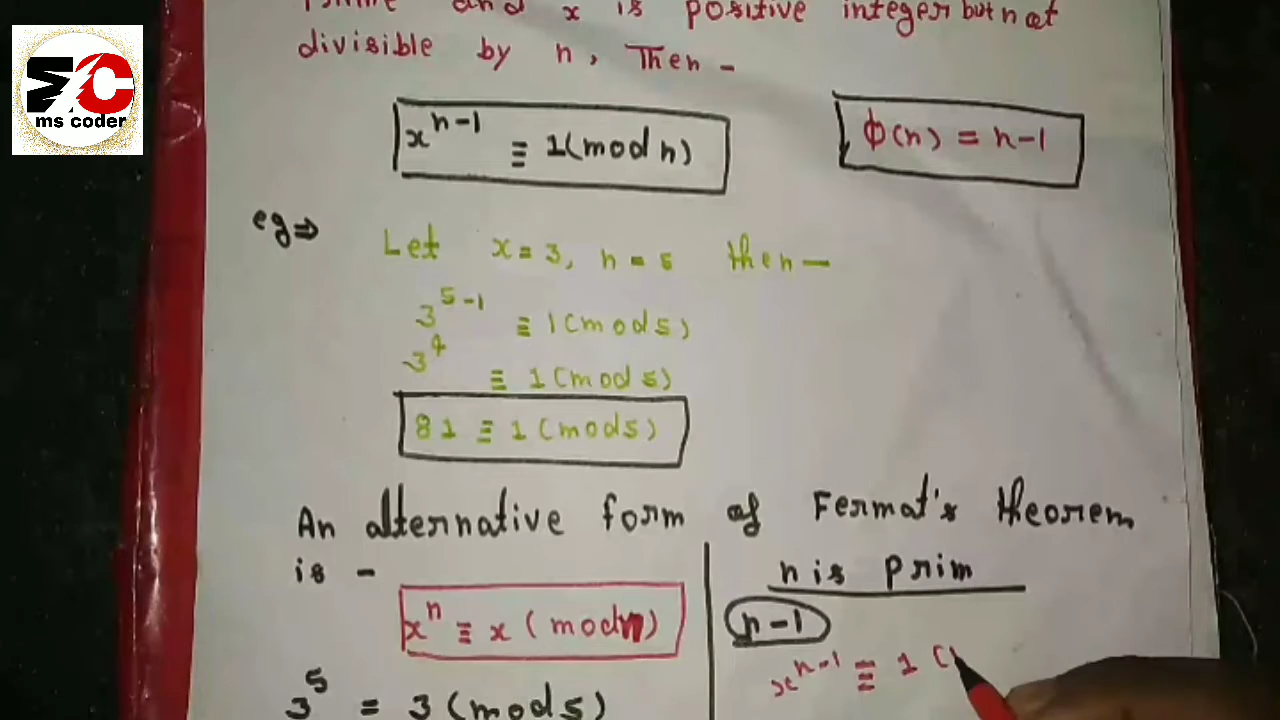 and x is positive integer but not
divisible by n, Then -
x^{n-1} ≡ 1(mod n)
ϕ(n) = n-1
eg⇒
Let x = 3, n = 5 then —
3^{5-1} ≡ 1(mod 5)
3^4 ≡ 1(mod 5)
81 ≡ 1(mod 5)
An alternative form of Fermat's theorem
is -
n is prim
x^n ≡ x (mod n)
n-1
x^{n-1} ≡ 1 (
3^5 = 3 (mod 5)
ms coder